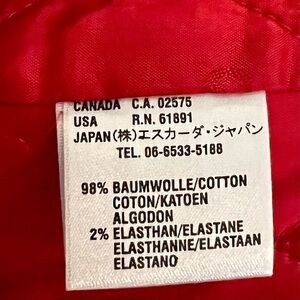 CANADA C.A. 02575
USA R.N. 61891
JAPAN(株)エスカーダ・ジャパン
TEL. 06-6533-5188
98% BAUMWOLLE/COTTON
COTON/KATOEN
ALGODON
2% ELASTHAN/ELASTANE
ELASTHANNE/ELASTAAN
ELASTANO